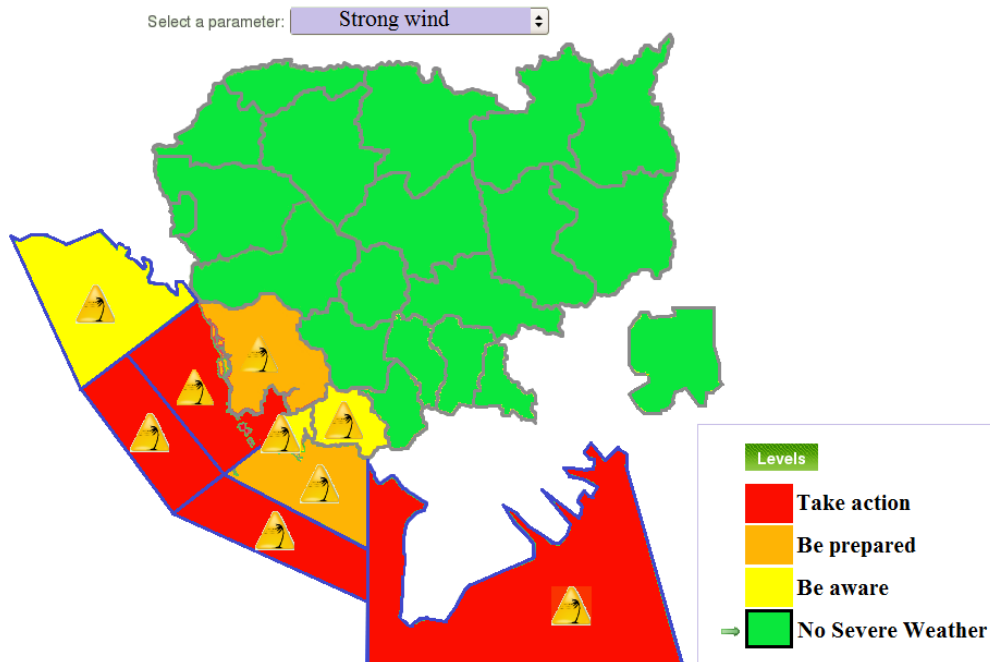 Select a parameter: Strong wind
Levels
Take action
Be prepared
Be aware
No Severe Weather